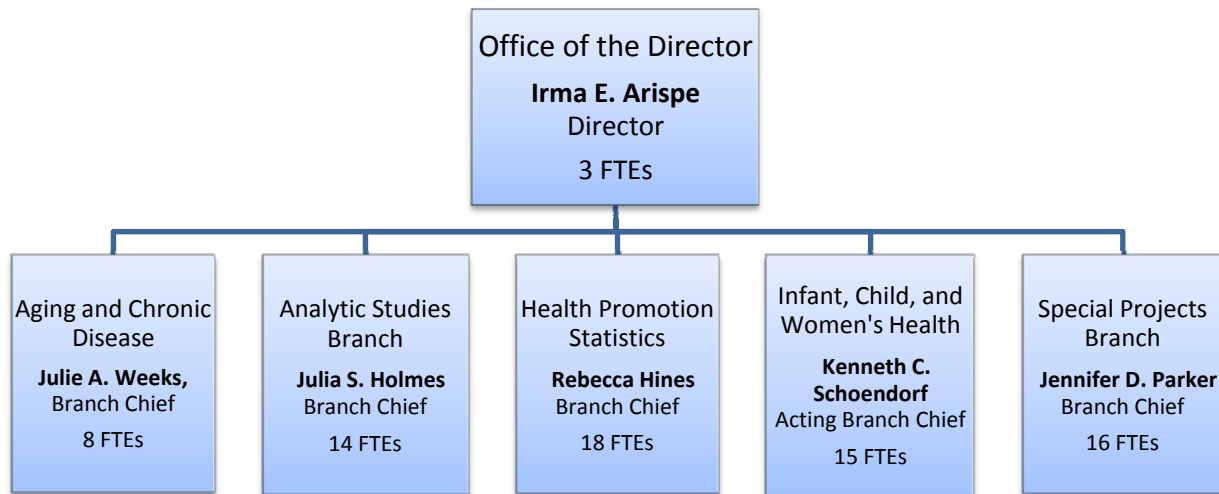 Office of the Director
Irma E. Arispe
Director
3 FTEs
Aging and Chronic
Disease
Julie A. Weeks,
Branch Chief
8 FTEs
Analytic Studies
Branch
Julia S. Holmes
Branch Chief
14 FTEs
Health Promotion
Statistics
Rebecca Hines
Branch Chief
18 FTEs
Infant, Child, and
Women's Health
Kenneth C.
Schoendorf
Acting Branch Chief
15 FTEs
Special Projects
Branch
Jennifer D. Parker
Branch Chief
16 FTEs